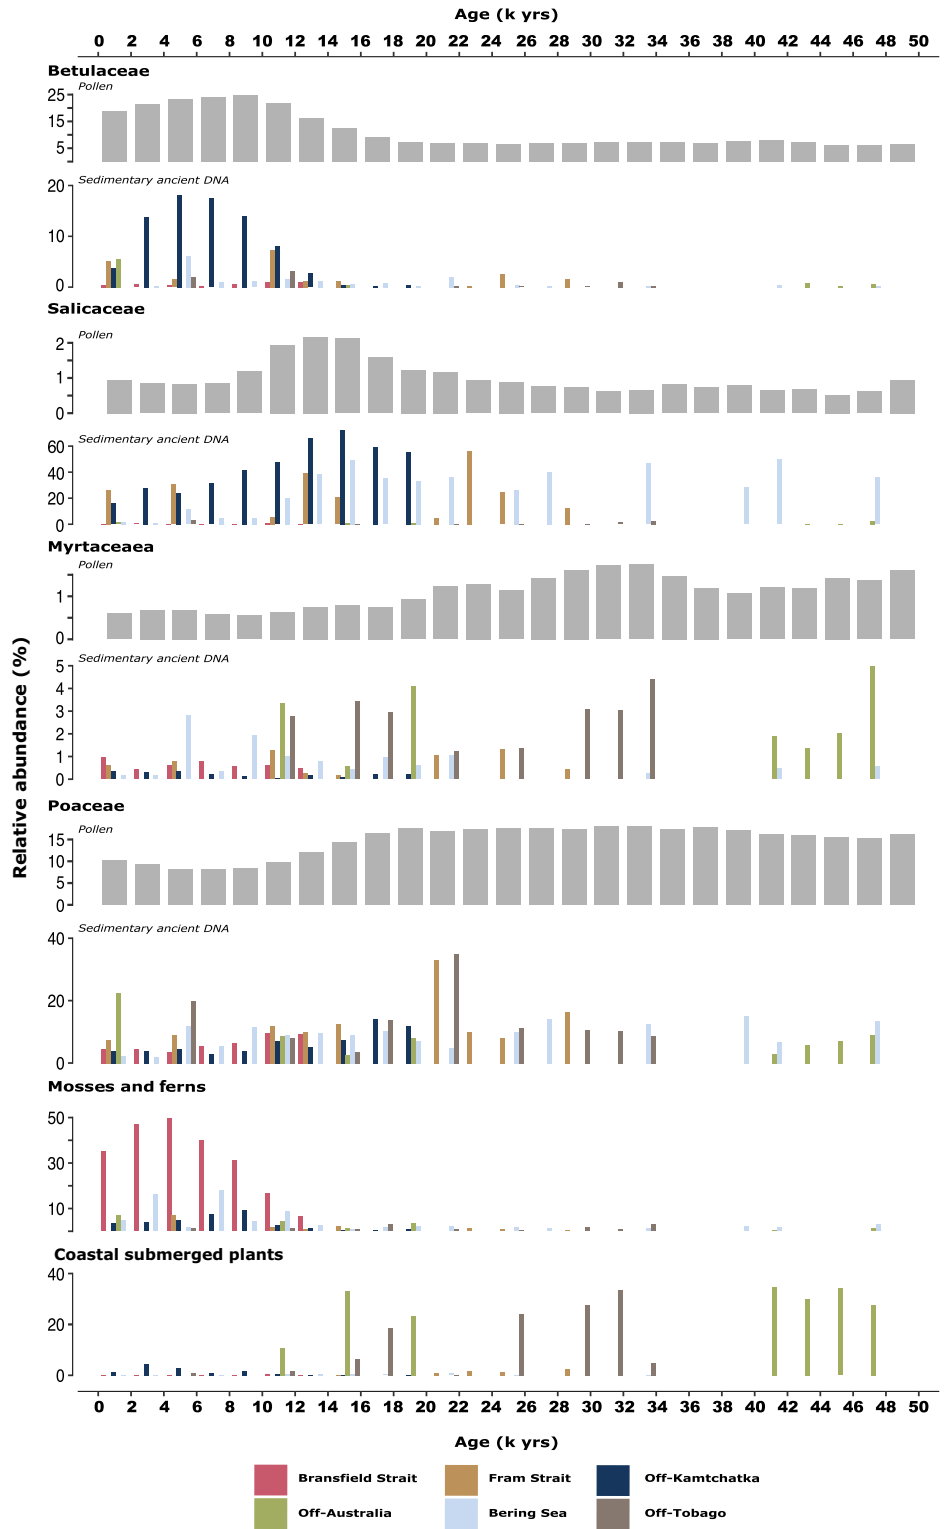 Age (k yrs)
0 2 4 6 8 10 12 14 16 18 20 22 24 26 28 30 32 34 36 38 40 42 44 46 48 50
Betulaceae
Pollen
25
15
5
Sedimentary ancient DNA
20
10
0
Salicaceae
Pollen
2
1
0
Sedimentary ancient DNA
60
40
20
0
Myrtaceaea
Pollen
1
0
Sedimentary ancient DNA
5
4
3
2
1
0
Relative abundance (%)
Poaceae
Pollen
15
10
5
0
Sedimentary ancient DNA
40
20
0
Mosses and ferns
50
30
10
Coastal submerged plants
40
20
0
0 2 4 6 8 10 12 14 16 18 20 22 24 26 28 30 32 34 36 38 40 42 44 46 48 50
Age (k yrs)
Bransfield Strait Fram Strait Off-Kamtchatka
Off-Australia Bering Sea Off-Tobago